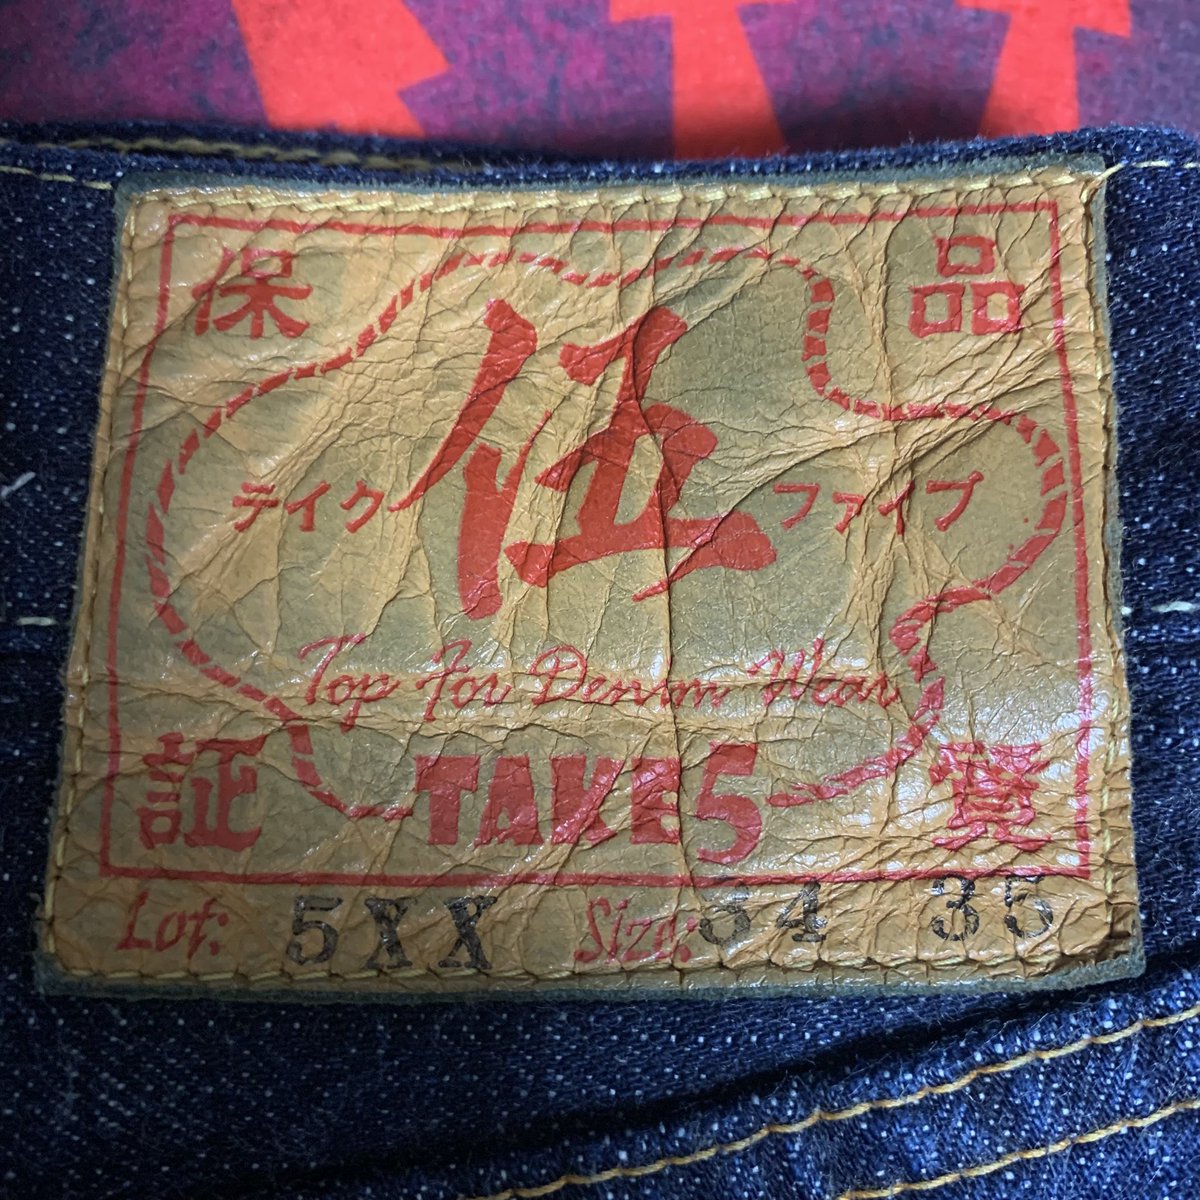 保 品
伍
テイク ファイブ
Top For Denim Wear
証 TAKE5 質
Lot: 5XX Size: 34 35